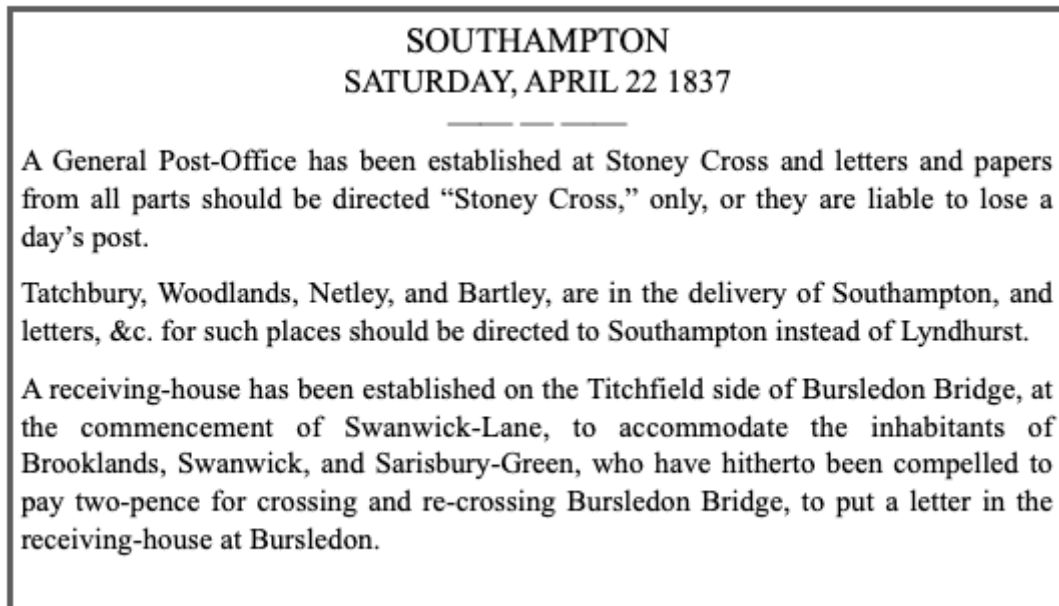 SOUTHAMPTON
SATURDAY, APRIL 22 1837
A General Post-Office has been established at Stoney Cross and letters and papers
from all parts should be directed “Stoney Cross,” only, or they are liable to lose a
day’s post.
Tatchbury, Woodlands, Netley, and Bartley, are in the delivery of Southampton, and
letters, &c. for such places should be directed to Southampton instead of Lyndhurst.
A receiving-house has been established on the Titchfield side of Bursledon Bridge, at
the commencement of Swanwick-Lane, to accommodate the inhabitants of
Brooklands, Swanwick, and Sarisbury-Green, who have hitherto been compelled to
pay two-pence for crossing and re-crossing Bursledon Bridge, to put a letter in the
receiving-house at Bursledon.